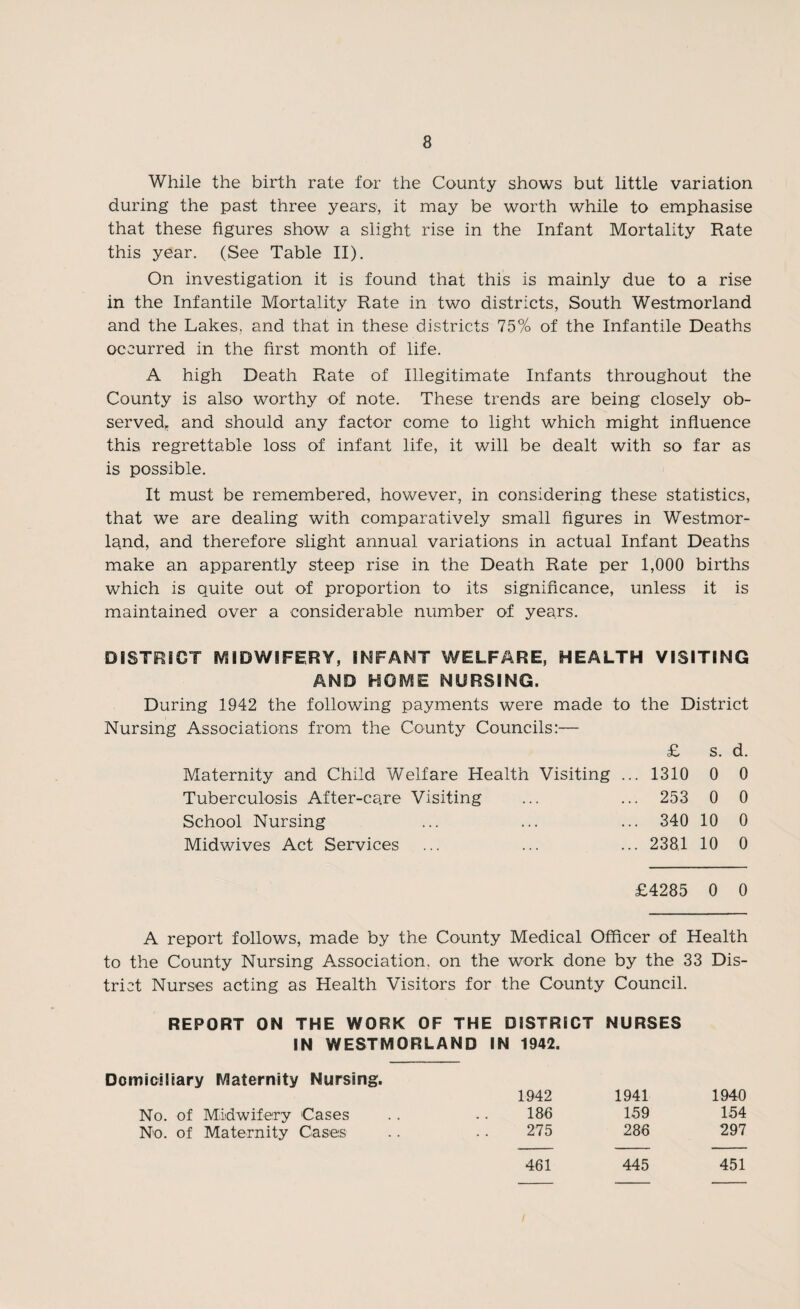 8
While the birth rate for the County shows but little variation
during the past three years, it may be worth while to emphasise
that these figures show a slight rise in the Infant Mortality Rate
this year. (See Table II).
On investigation it is found that this is mainly due to a rise
in the Infantile Mortality Rate in two districts, South Westmorland
and the Lakes, and that in these districts 75% of the Infantile Deaths
occurred in the first month of life.
A high Death Rate of Illegitimate Infants throughout the
County is also worthy of note. These trends are being closely ob-
served, and should any factor come to light which might influence
this regrettable loss of infant life, it will be dealt with so far as
is possible.
It must be remembered, however, in considering these statistics,
that we are dealing with comparatively small figures in Westmor-
land, and therefore slight annual variations in actual Infant Deaths
make an apparently steep rise in the Death Rate per 1,000 births
which is quite out of proportion to its significance, unless it is
maintained over a considerable number of years.
DISTRICT MIDWIFERY, INFANT WELFARE, HEALTH VISITING
AND HOME NURSING.
During 1942 the following payments were made to the District
Nursing Associations from the County Councils:—
£ s. d.
Maternity and Child Welfare Health Visiting ... 1310 0 0
Tuberculosis After-care Visiting ... ... 253 0 0
School Nursing ... ... ... 340 10 0
Midwives Act Services ... ... ... 2381 10 0
£4285 0 0
A report follows, made by the County Medical Officer of Health
to the County Nursing Association, on the work done by the 33 Dis-
trict Nurses acting as Health Visitors for the County Council.
REPORT ON THE WORK OF THE DISTRICT NURSES
IN WESTMORLAND IN 1942.
Domiciliary Maternity Nursing.
1942 1941 1940
No. of Midwifery Cases .. .. 186 159 154
No. of Maternity Cases .. .. 275 286 297
461 445 451